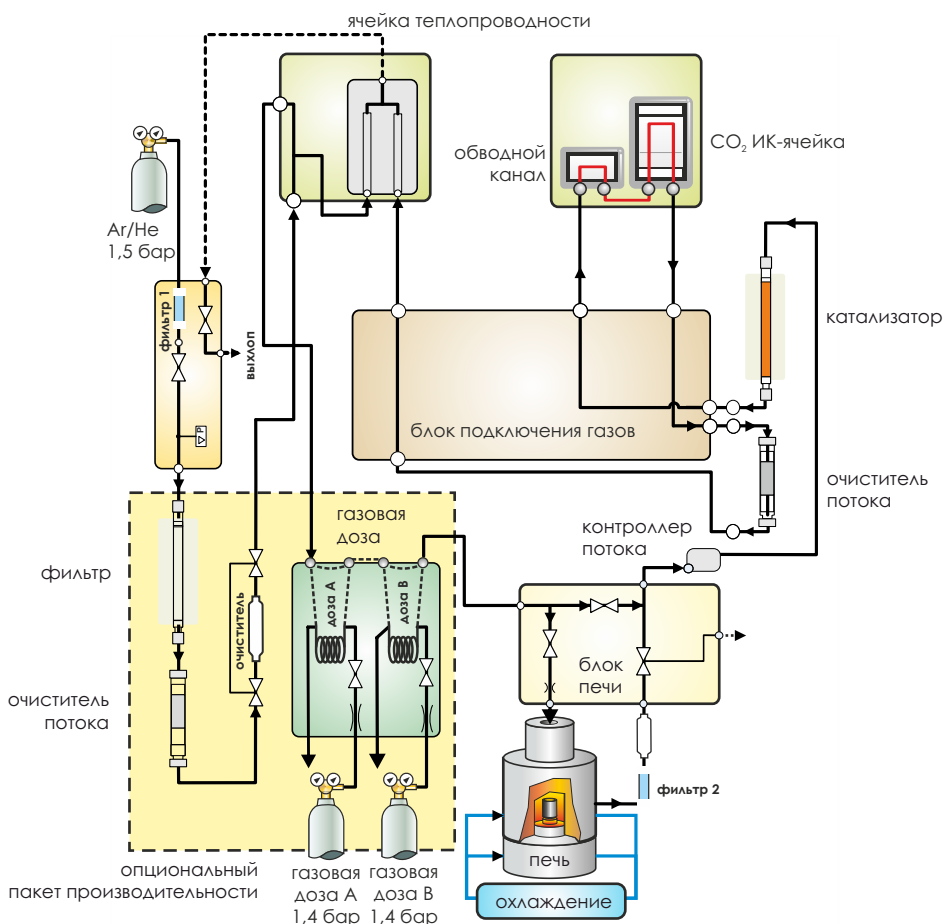 ячейка теплопроводности
обводной
канал
CO₂ ИК-ячейка
Ar/He
1,5 бар
фильтр 1
выхлоп
P
катализатор
блок подключения газов
очиститель
потока
контроллер
потока
газовая
доза
фильтр
доза А
доза В
очиститель
блок
печи
очиститель
потока
фильтр 2
печь
охлаждение
опциональный
пакет производительности
газовая
доза А
1,4 бар
газовая
доза В
1,4 бар